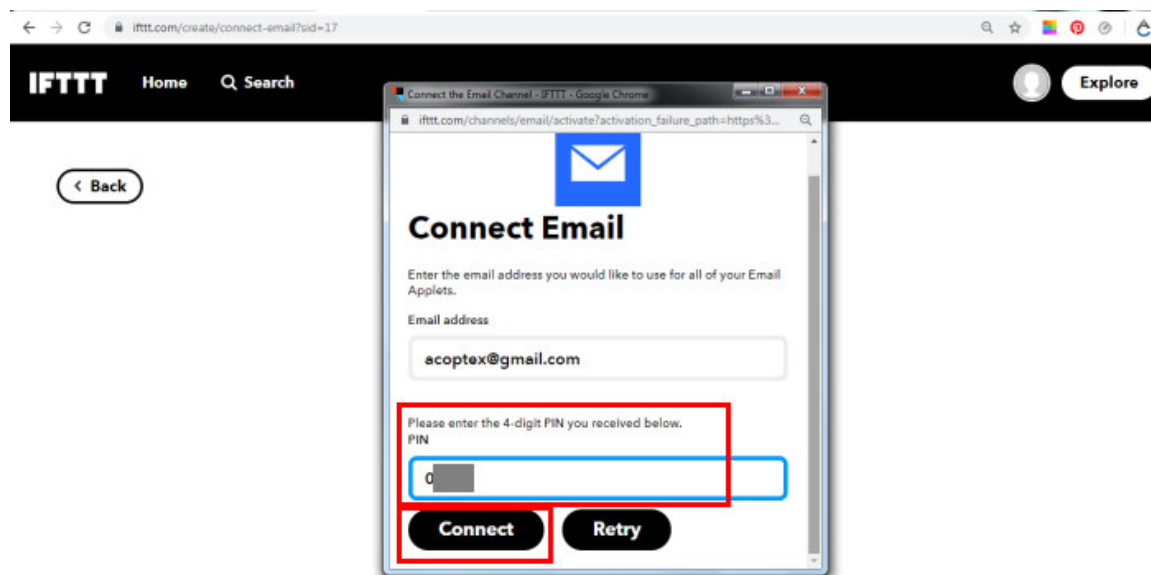 ifttt.com/create/connect-email?sid=17
IFTTT Home Search Explore
Connect the Email Channel - IFTTT - Google Chrome
ifttt.com/channels/email/activate?activation_failure_path=https%3...
< Back
Connect Email
Enter the email address you would like to use for all of your Email
Applets.
Email address
acoptex@gmail.com
Please enter the 4-digit PIN you received below.
PIN
0
Connect Retry